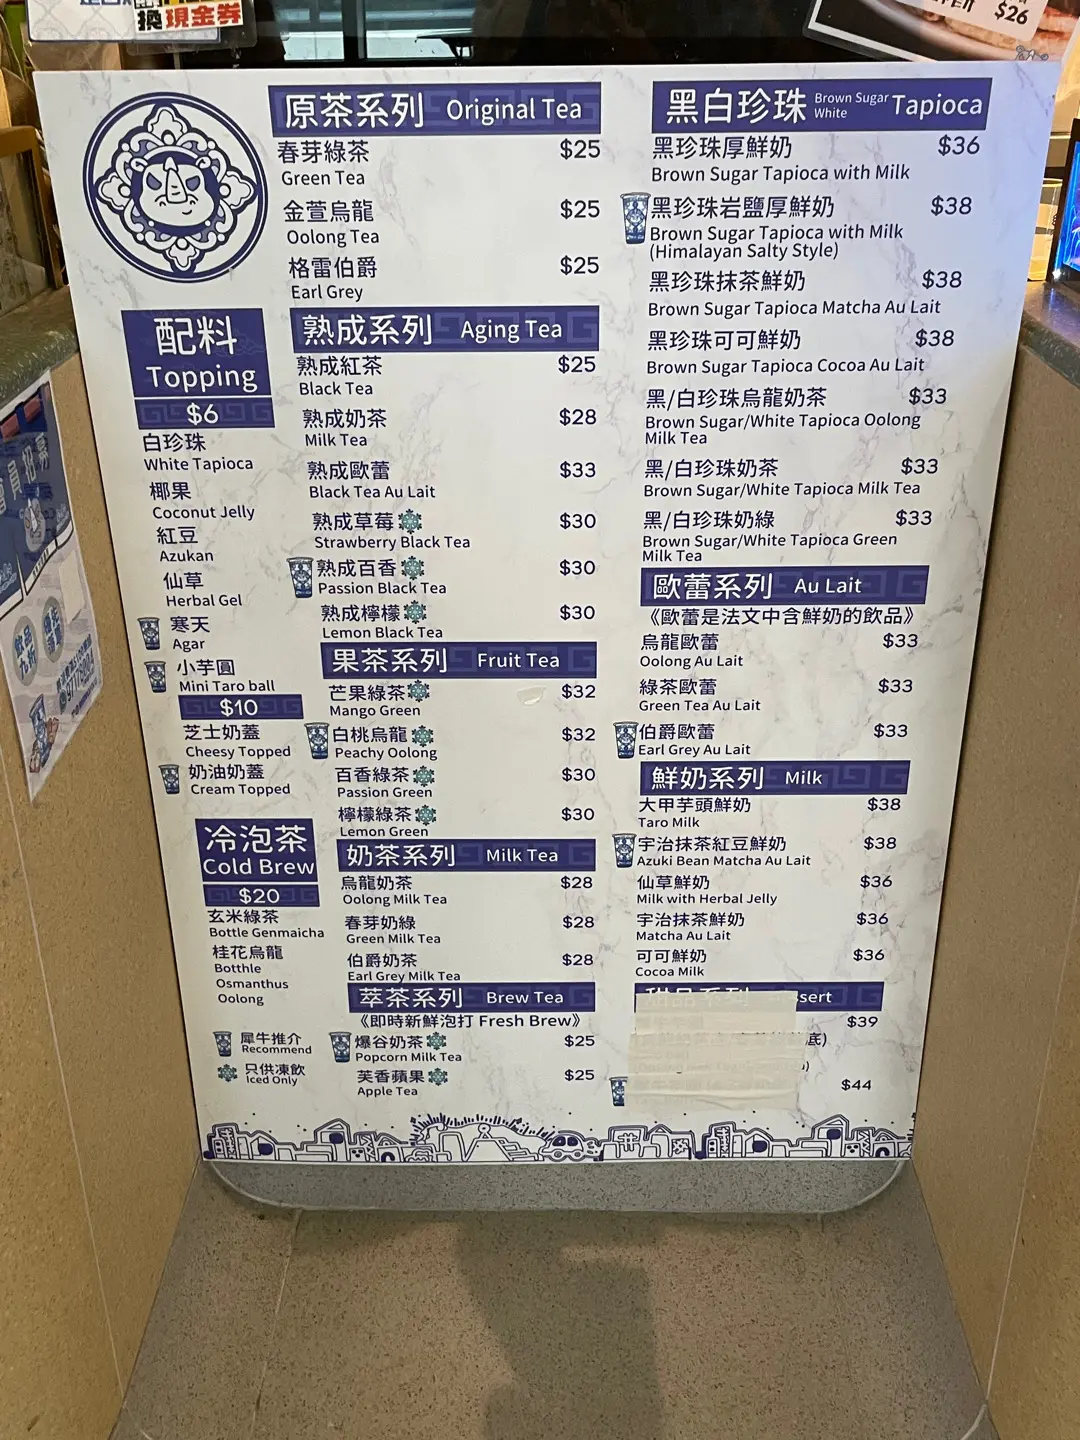 換現金券
$26
原茶系列 Original Tea
春芽綠茶 $25
Green Tea
金萱烏龍 $25
Oolong Tea
格雷伯爵 $25
Earl Grey
熟成系列 Aging Tea
熟成紅茶 $25
Black Tea
熟成奶茶 $28
Milk Tea
熟成歐蕾 $33
Black Tea Au Lait
熟成草莓 $30
Strawberry Black Tea
熟成百香 $30
Passion Black Tea
熟成檸檬 $30
Lemon Black Tea
果茶系列 Fruit Tea
芒果綠茶 $32
Mango Green
白桃烏龍 $32
Peachy Oolong
百香綠茶 $30
Passion Green
檸檬綠茶 $30
Lemon Green
奶茶系列 Milk Tea
烏龍奶茶 $28
Oolong Milk Tea
春芽奶綠 $28
Green Milk Tea
伯爵奶茶 $28
Earl Grey Milk Tea
萃茶系列 Brew Tea
《即時新鮮泡打 Fresh Brew》
爆谷奶茶 $25
Popcorn Milk Tea
芙香蘋果 $25
Apple Tea
配料
Topping
$6
白珍珠
White Tapioca
椰果
Coconut Jelly
紅豆
Azukan
仙草
Herbal Gel
寒天
Agar
小芋圓
Mini Taro ball
$10
芝士奶蓋
Cheesy Topped
奶油奶蓋
Cream Topped
冷泡茶
Cold Brew
$20
玄米綠茶
Bottle Genmaicha
桂花烏龍
Botthle
Osmanthus
Oolong
犀牛推介
Recommend
只供凍飲
Iced Only
黑白珍珠 Brown Sugar White Tapioca
黑珍珠厚鮮奶 $36
Brown Sugar Tapioca with Milk
黑珍珠岩鹽厚鮮奶 $38
Brown Sugar Tapioca with Milk
(Himalayan Salty Style)
黑珍珠抹茶鮮奶 $38
Brown Sugar Tapioca Matcha Au Lait
黑珍珠可可鮮奶 $38
Brown Sugar Tapioca Cocoa Au Lait
黑/白珍珠烏龍奶茶 $33
Brown Sugar/White Tapioca Oolong
Milk Tea
黑/白珍珠奶茶 $33
Brown Sugar/White Tapioca Milk Tea
黑/白珍珠奶綠 $33
Brown Sugar/White Tapioca Green
Milk Tea
歐蕾系列 Au Lait
《歐蕾是法文中含鮮奶的飲品》
烏龍歐蕾 $33
Oolong Au Lait
綠茶歐蕾 $33
Green Tea Au Lait
伯爵歐蕾 $33
Earl Grey Au Lait
鮮奶系列 Milk
大甲芋頭鮮奶 $38
Taro Milk
宇治抹茶紅豆鮮奶 $38
Azuki Bean Matcha Au Lait
仙草鮮奶 $36
Milk with Herbal Jelly
宇治抹茶鮮奶 $36
Matcha Au Lait
可可鮮奶 $36
Cocoa Milk
甜品系列 ssert
$39
底)
$44